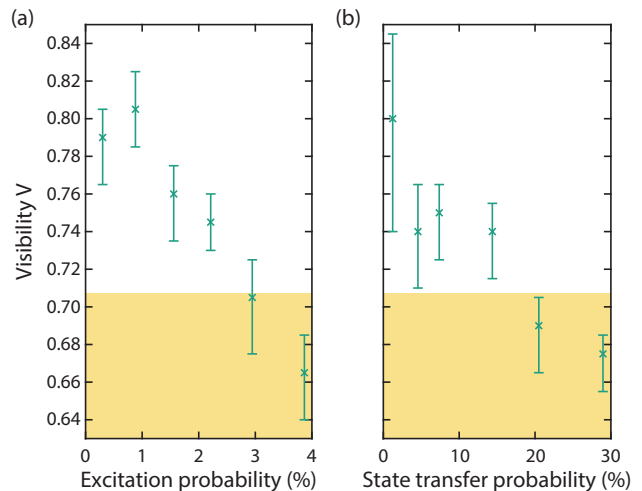 (a)
(b)
Visibility V
0.84
0.82
0.80
0.78
0.76
0.74
0.72
0.70
0.68
0.66
0.64
0 1 2 3 4
0 10 20 30
Excitation probability (%)
State transfer probability (%)